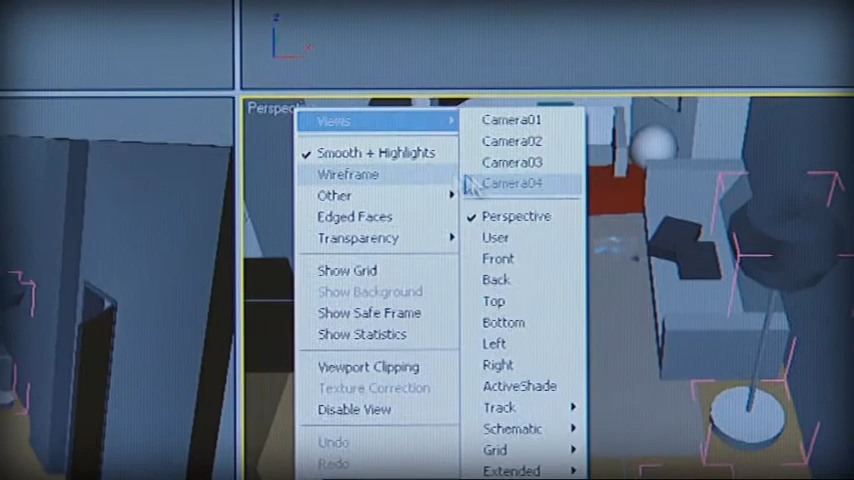 z
x
Perspec
Views
Smooth + Highlights
Wireframe
Other
Edged Faces
Transparency
Show Grid
Show Background
Show Safe Frame
Show Statistics
Viewport Clipping
Texture Correction
Disable View
Undo
Redo
Camera01
Camera02
Camera03
Camera04
Perspective
User
Front
Back
Top
Bottom
Left
Right
ActiveShade
Track
Schematic
Grid
Extended